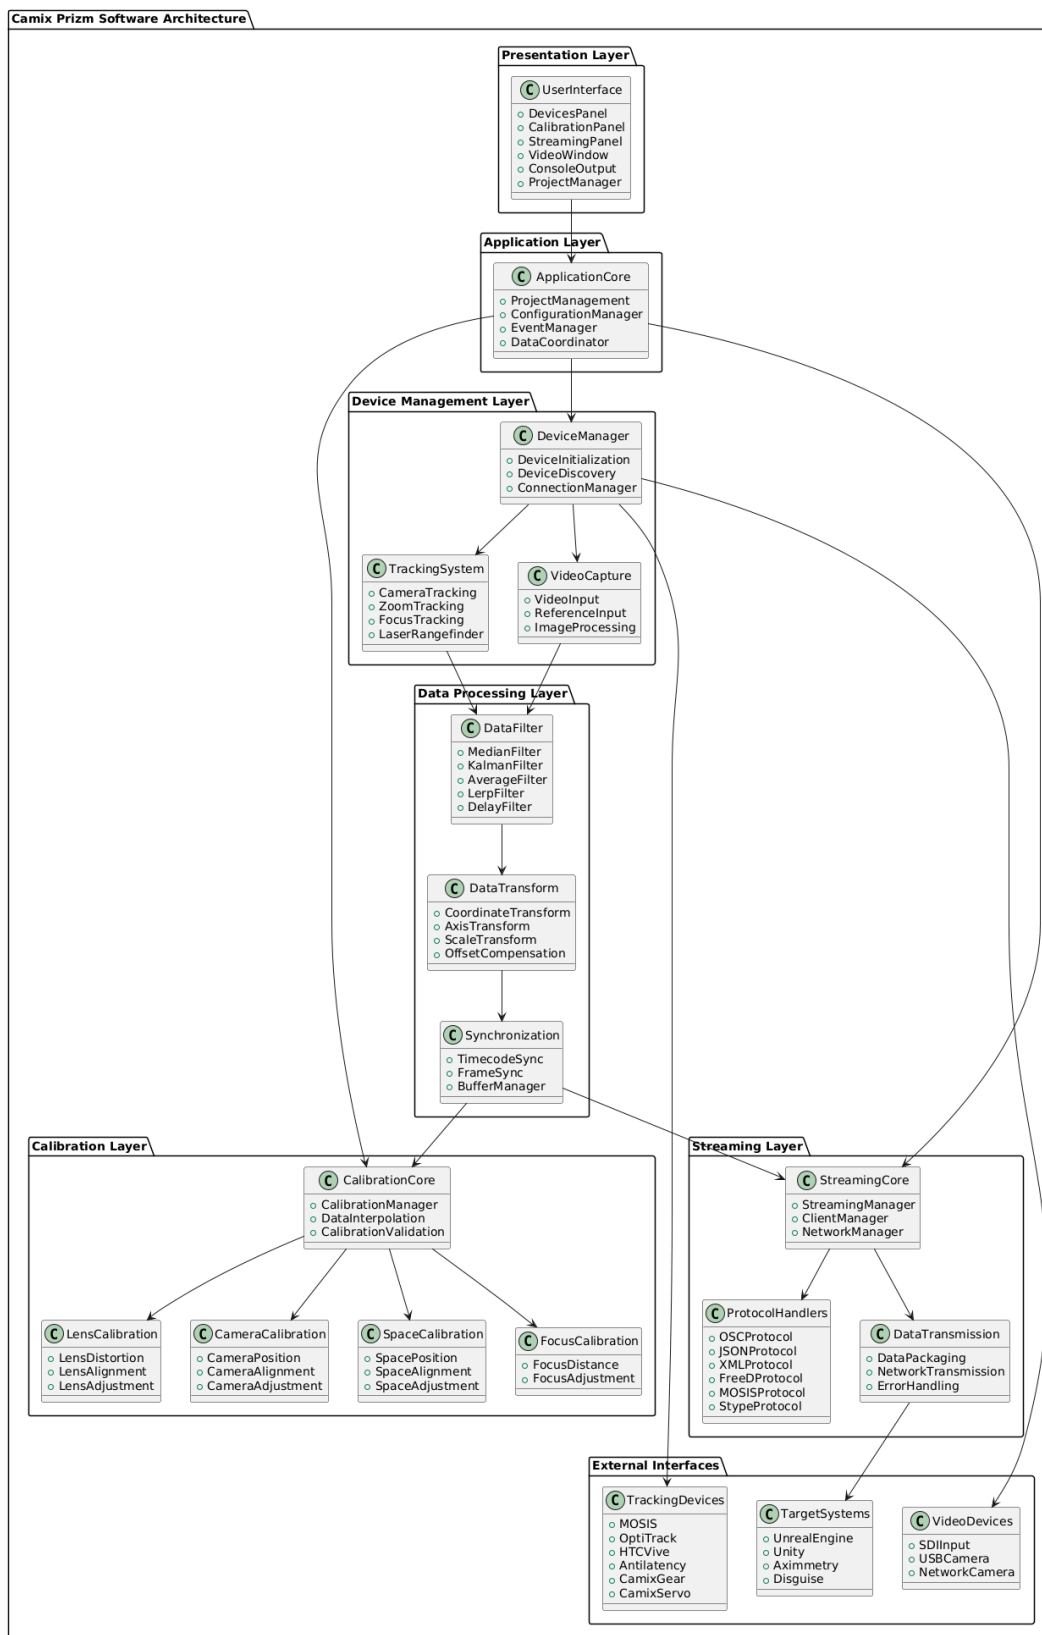 Camix Prizm Software Architecture
Presentation Layer
C UserInterface
DevicesPanel
CalibrationPanel
StreamingPanel
VideoWindow
ConsoleOutput
ProjectManager
Application Layer
C ApplicationCore
ProjectManagement
ConfigurationManager
EventManager
DataCoordinator
Device Management Layer
C DeviceManager
DeviceInitialization
DeviceDiscovery
ConnectionManager
C TrackingSystem
CameraTracking
ZoomTracking
FocusTracking
LaserRangefinder
C VideoCapture
VideoInput
ReferenceInput
ImageProcessing
Data Processing Layer
C DataFilter
MedianFilter
KalmanFilter
AverageFilter
LerpFilter
DelayFilter
C DataTransform
CoordinateTransform
AxisTransform
ScaleTransform
OffsetCompensation
C Synchronization
TimecodeSync
FrameSync
BufferManager
Calibration Layer
C CalibrationCore
CalibrationManager
DataInterpolation
CalibrationValidation
C LensCalibration
LensDistortion
LensAlignment
LensAdjustment
C CameraCalibration
CameraPosition
CameraAlignment
CameraAdjustment
C SpaceCalibration
SpacePosition
SpaceAlignment
SpaceAdjustment
C FocusCalibration
FocusDistance
FocusAdjustment
Streaming Layer
C StreamingCore
StreamingManager
ClientManager
NetworkManager
C ProtocolHandlers
OSCProtocol
JSONProtocol
XMLProtocol
FreeDProtocol
MOSISProtocol
StypeProtocol
C DataTransmission
DataPackaging
NetworkTransmission
ErrorHandling
External Interfaces
C TrackingDevices
MOSIS
OptiTrack
HTCVive
Antilatency
CamixGear
CamixServo
C TargetSystems
UnrealEngine
Unity
Aximmetry
Disguise
C VideoDevices
SDIInput
USBCamera
NetworkCamera